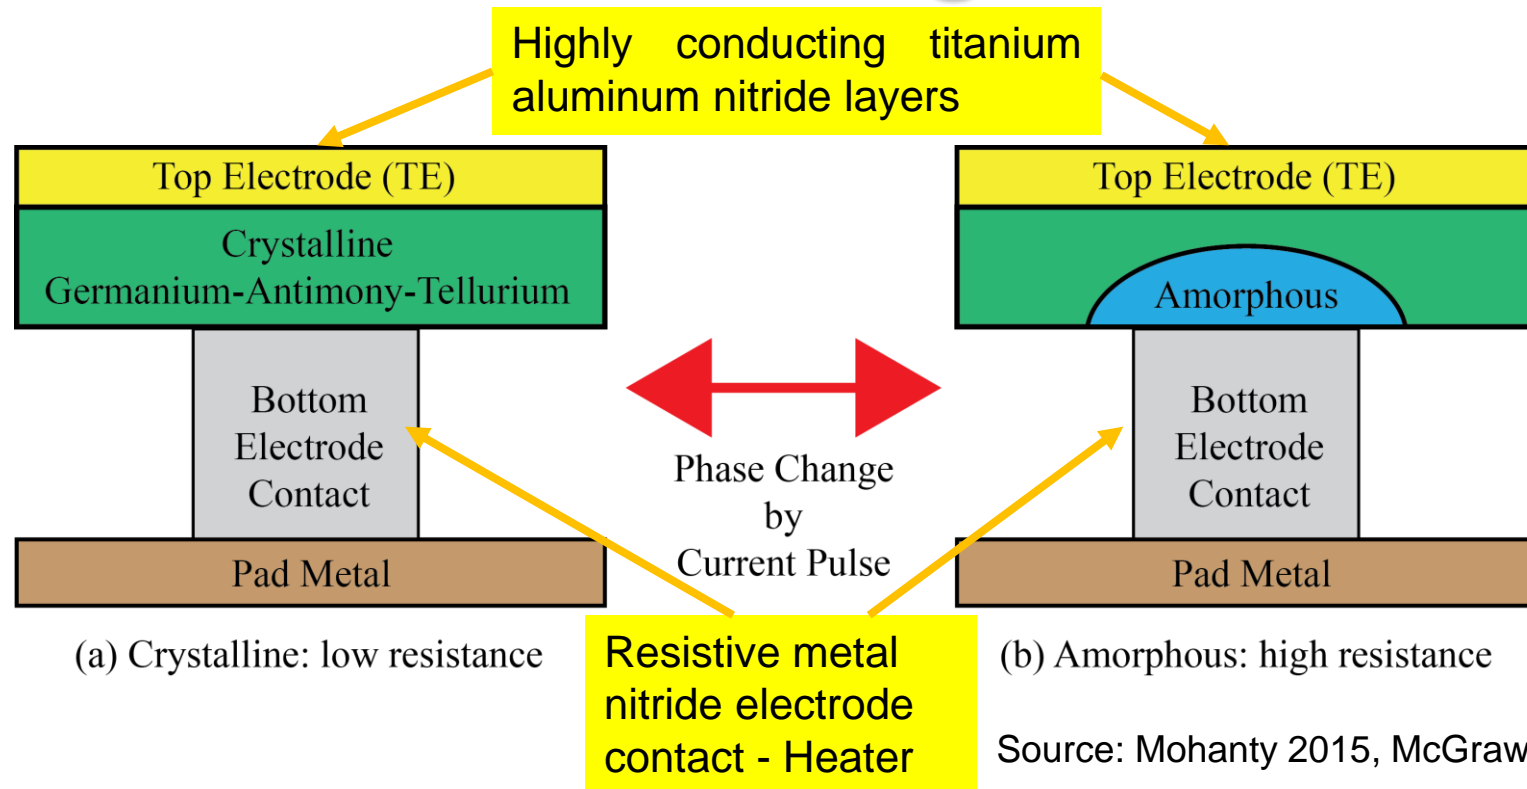 Highly conducting titanium
aluminum nitride layers
Top Electrode (TE)
Crystalline
Germanium-Antimony-Tellurium
Bottom
Electrode
Contact
Pad Metal
(a) Crystalline: low resistance
Phase Change
by
Current Pulse
Resistive metal
nitride electrode
contact - Heater
Top Electrode (TE)
Amorphous
Bottom
Electrode
Contact
Pad Metal
(b) Amorphous: high resistance
Source: Mohanty 2015, McGraw